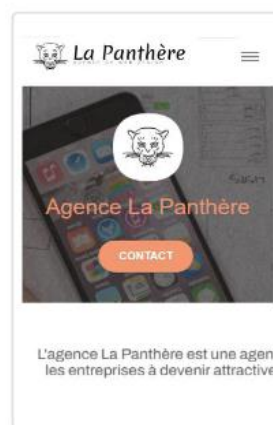 La Panthère
Agence La Panthère
CONTACT
L'agence La Panthère est une agen
les entreprises à devenir attractive